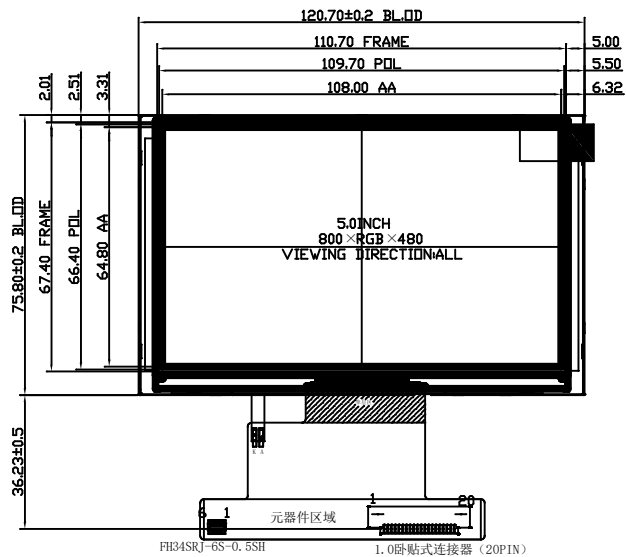 120.70±0.2 BL.OD
110.70 FRAME 5.00
109.70 POL 5.50
108.00 AA 6.32
2.01
2.51
3.31
75.80±0.2 BL.OD
67.40 FRAME
66.40 POL
64.80 AA
5.0INCH
800×RGB×480
VIEWING DIRECTION:ALL
36.23±0.5
K A
6 1
元器件区域
1 20
FH34SRJ-6S-0.5SH
1.0卧贴式连接器（20PIN）